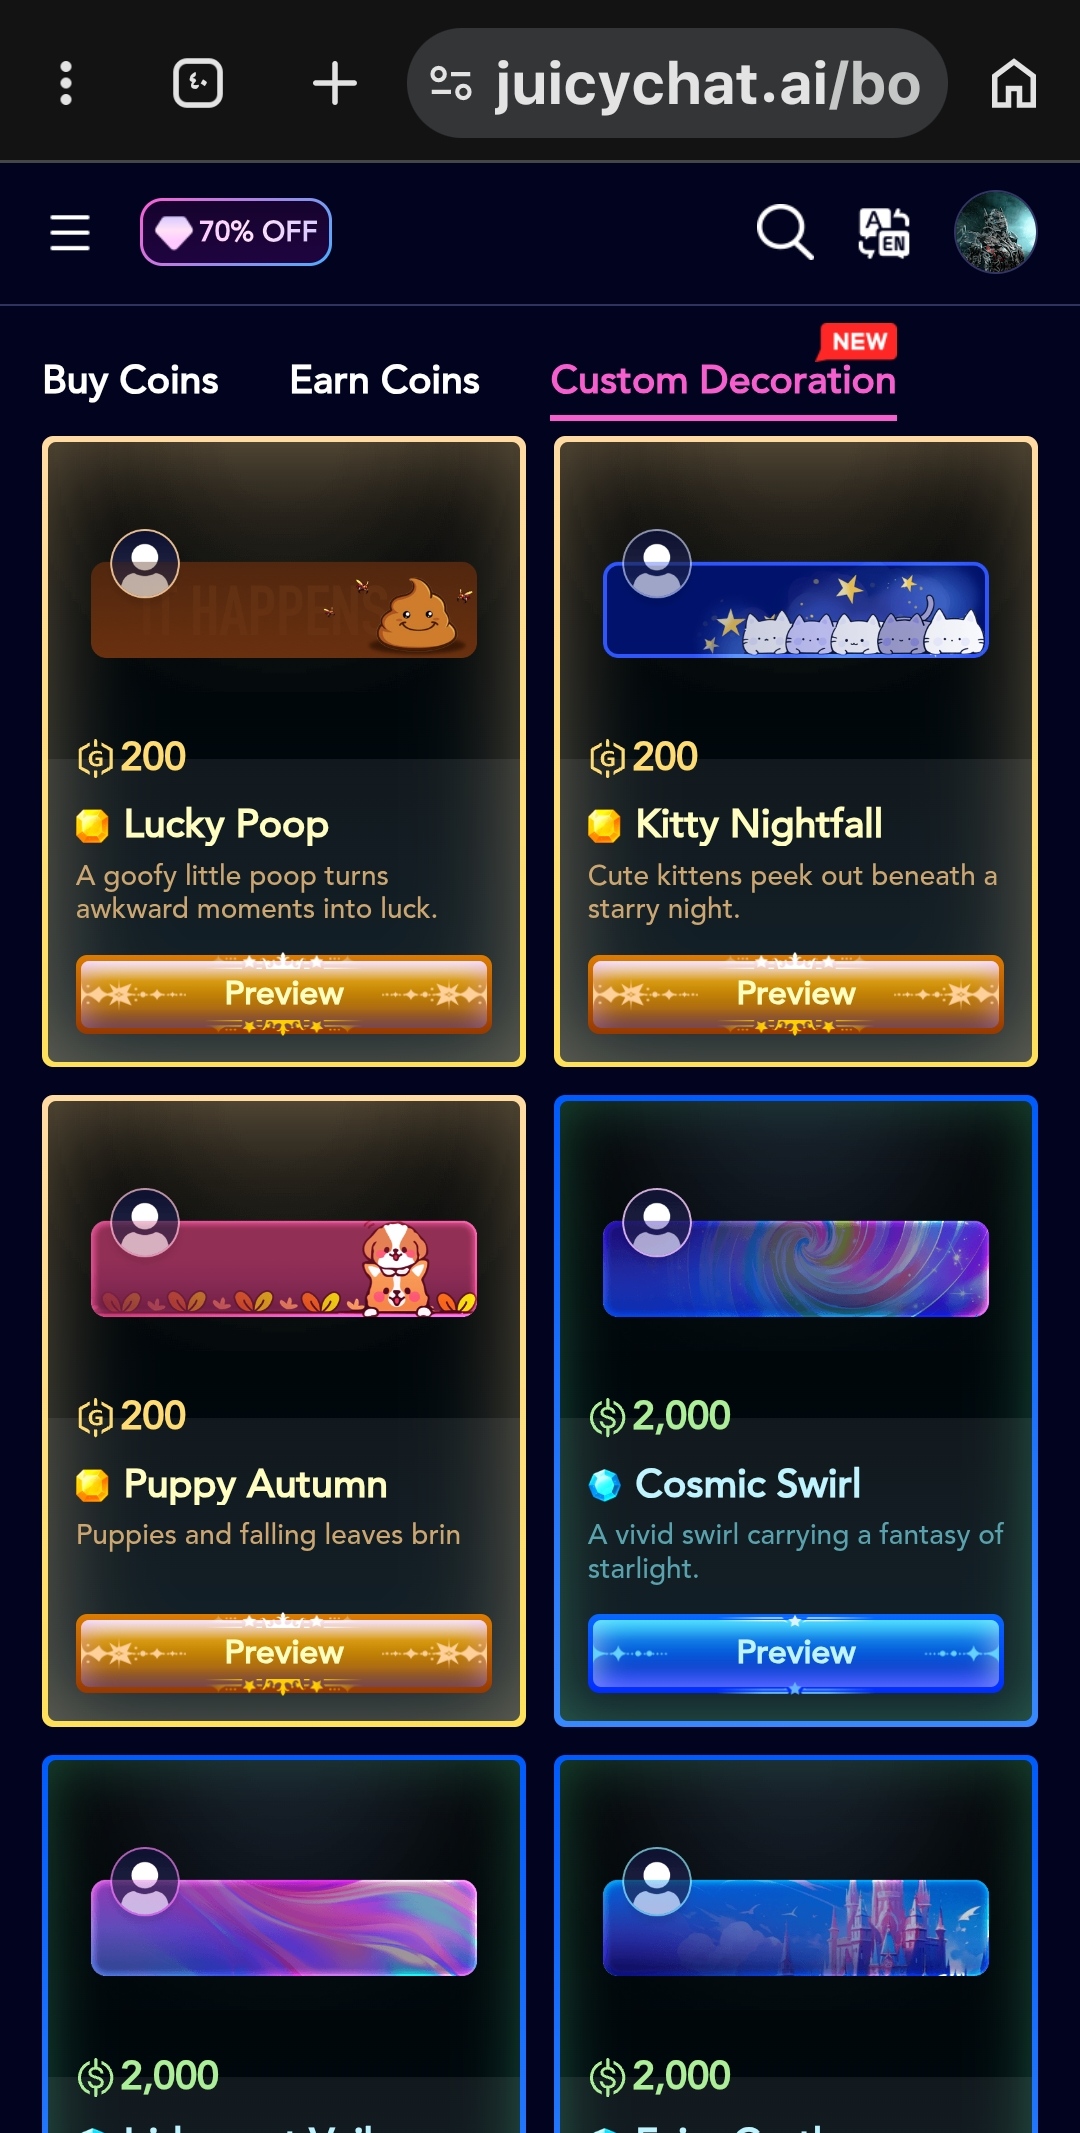 ٤٠
juicychat.ai/bo
70% OFF
A
EN
NEW
Buy Coins Earn Coins Custom Decoration
HAPPENS
G 200
G 200
Lucky Poop
Kitty Nightfall
A goofy little poop turns
awkward moments into luck.
Cute kittens peek out beneath a
starry night.
Preview
Preview
G 200
$ 2,000
Puppy Autumn
Cosmic Swirl
Puppies and falling leaves brin
A vivid swirl carrying a fantasy of
starlight.
Preview
Preview
$ 2,000
$ 2,000